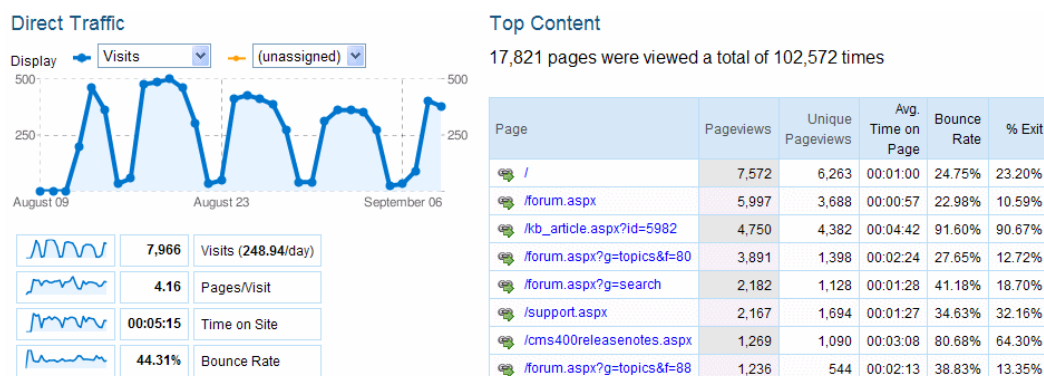 Direct Traffic
Display Visits (unassigned)
500 500
250 250
August 09 August 23 September 06
7,966 Visits (248.94/day)
4.16 Pages/Visit
00:05:15 Time on Site
44.31% Bounce Rate
Top Content
17,821 pages were viewed a total of 102,572 times
Page Pageviews Unique Pageviews Avg. Time on Page Bounce Rate % Exit
/ 7,572 6,263 00:01:00 24.75% 23.20%
/forum.aspx 5,997 3,688 00:00:57 22.98% 10.59%
/kb_article.aspx?id=5982 4,750 4,382 00:04:42 91.60% 90.67%
/forum.aspx?g=topics&f=80 3,891 1,398 00:02:24 27.65% 12.72%
/forum.aspx?g=search 2,182 1,128 00:01:28 41.18% 18.70%
/support.aspx 2,167 1,694 00:01:27 34.63% 32.16%
/cms400releasenotes.aspx 1,269 1,090 00:03:08 80.68% 64.30%
/forum.aspx?g=topics&f=88 1,236 544 00:02:13 38.83% 13.35%